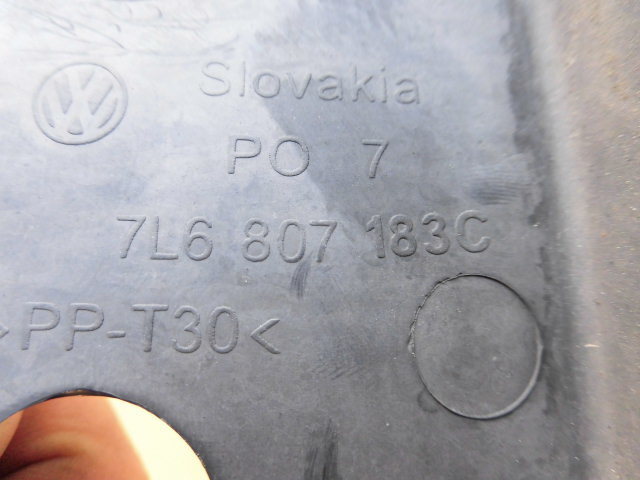 Slovakia
PO 7
7L6 807 183C
>PP-T30<